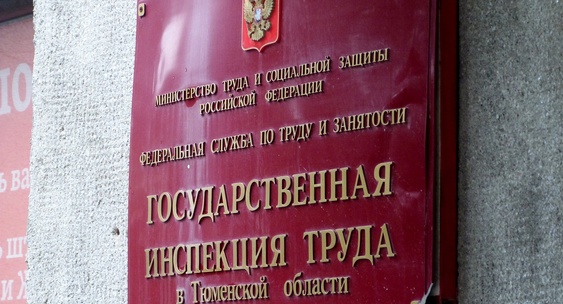 МИНИСТЕРСТВО ТРУДА И СОЦИАЛЬНОЙ ЗАЩИТЫ
РОССИЙСКОЙ ФЕДЕРАЦИИ
ФЕДЕРАЛЬНАЯ СЛУЖБА ПО ТРУДУ И ЗАНЯТОСТИ
ГОСУДАРСТВЕННАЯ
ИНСПЕКЦИЯ ТРУДА
в Тюменской области